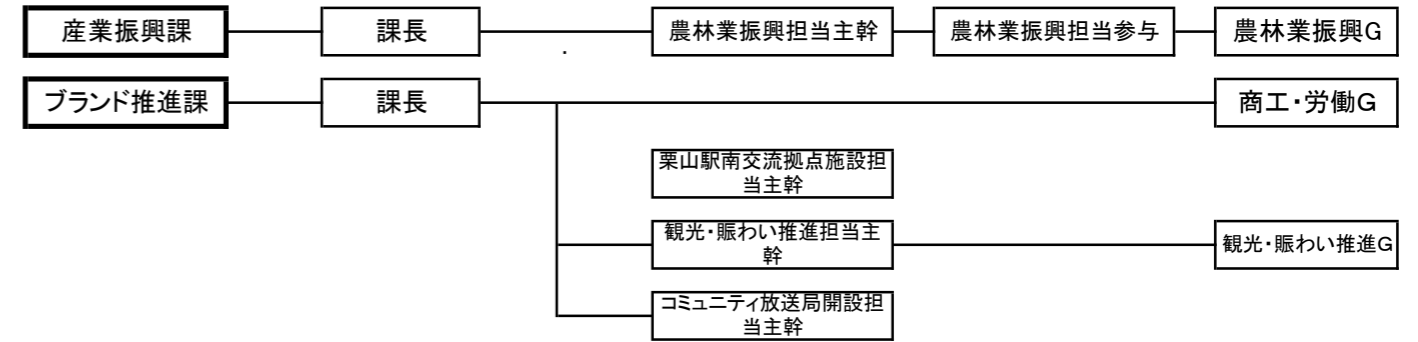 産業振興課 課長 農林業振興担当主幹 農林業振興担当参与 農林業振興G
ブランド推進課 課長 商工・労働G
栗山駅南交流拠点施設担
当主幹
観光・賑わい推進担当主
幹
観光・賑わい推進G
コミュニティ放送局開設担
当主幹